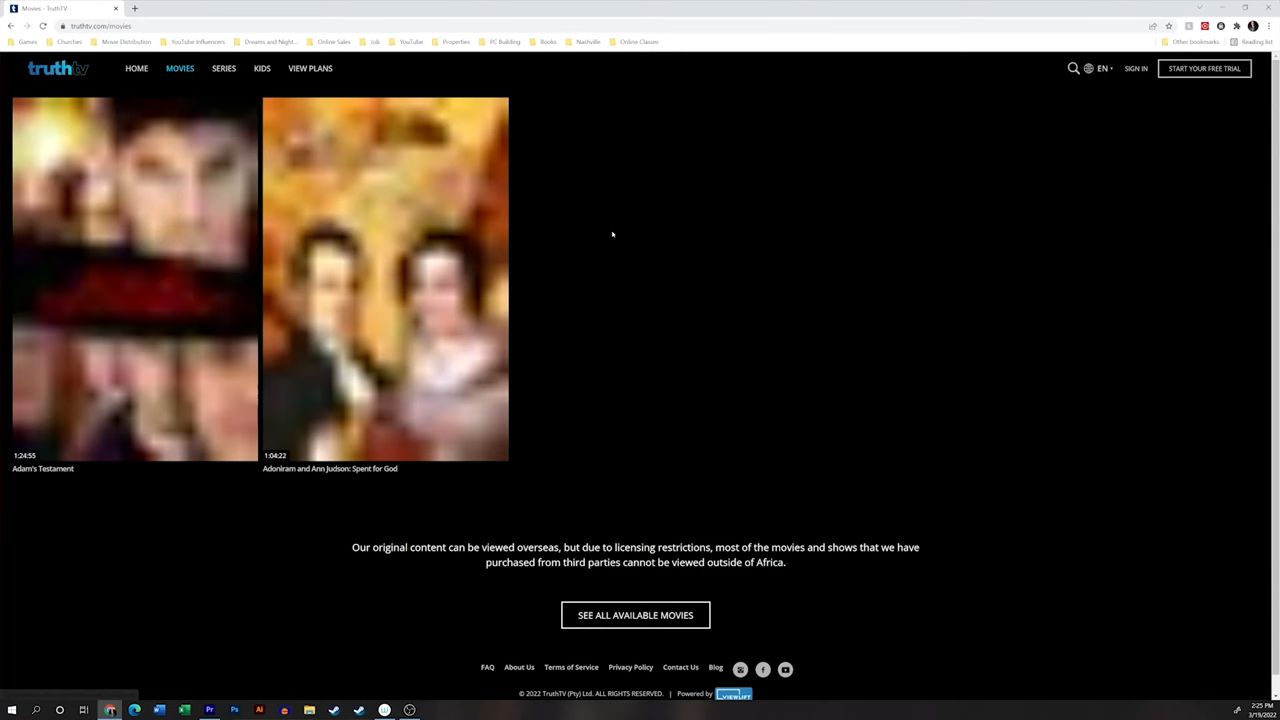 Movies - TruthTV
truthtv.com/movies
Games Churches Movie Distribution YouTube Influencers Dreams and Night... Online Sales Job YouTube Properties PC Building Books Nashville Online Classes Other bookmarks Reading list
truthtv HOME MOVIES SERIES KIDS VIEW PLANS EN SIGN IN START YOUR FREE TRIAL
1:24:55 1:04:22
Adam's Testament Adoniram and Ann Judson: Spent for God
Our original content can be viewed overseas, but due to licensing restrictions, most of the movies and shows that we have
purchased from third parties cannot be viewed outside of Africa.
SEE ALL AVAILABLE MOVIES
FAQ About Us Terms of Service Privacy Policy Contact Us Blog
© 2022 TruthTV (Pty) Ltd. ALL RIGHTS RESERVED. | Powered by VIEWLIFT
2:25 PM
3/19/2022